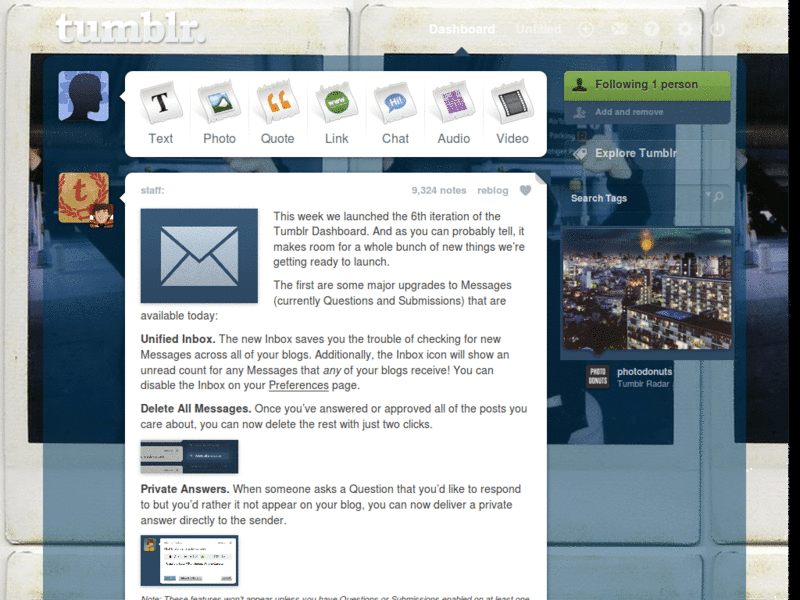 tumblr.
Dashboard Untitled
Text Photo Quote Link Chat Audio Video
Following 1 person
Add and remove
Explore Tumblr
Search Tags
staff: 9,324 notes reblog
This week we launched the 6th iteration of the
Tumblr Dashboard. And as you can probably tell, it
makes room for a whole bunch of new things we're
getting ready to launch.
The first are some major upgrades to Messages
(currently Questions and Submissions) that are
available today:
Unified Inbox. The new Inbox saves you the trouble of checking for new
Messages across all of your blogs. Additionally, the Inbox icon will show an
unread count for any Messages that any of your blogs receive! You can
disable the Inbox on your Preferences page.
Delete All Messages. Once you've answered or approved all of the posts you
care about, you can now delete the rest with just two clicks.
Private Answers. When someone asks a Question that you'd like to respond
to but you'd rather it not appear on your blog, you can now deliver a private
answer directly to the sender.
Note: These features won't appear unless you have Questions or Submissions enabled on at least one
PHOTO
DONUTS
photodonuts
Tumblr Radar